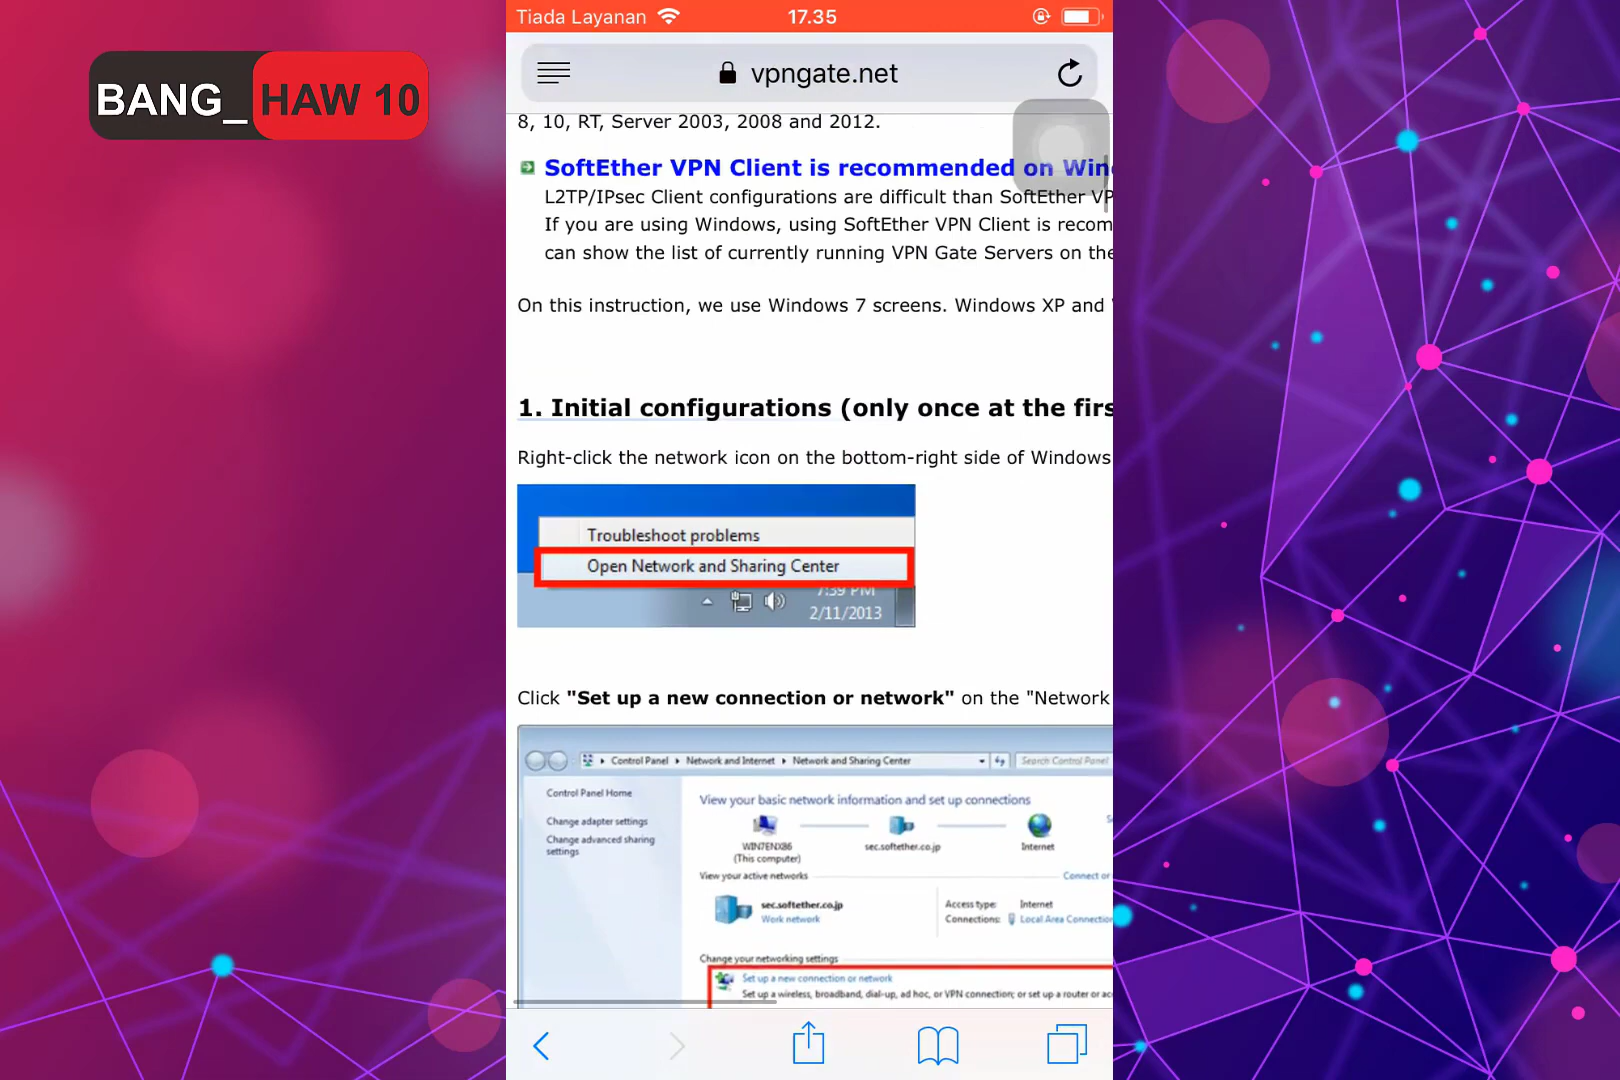 BANG_ HAW 10
Tiada Layanan
17.35
vpngate.net
8, 10, RT, Server 2003, 2008 and 2012.
SoftEther VPN Client is recommended on Win
L2TP/IPsec Client configurations are difficult than SoftEther VP
If you are using Windows, using SoftEther VPN Client is recom
can show the list of currently running VPN Gate Servers on the
On this instruction, we use Windows 7 screens. Windows XP and
1. Initial configurations (only once at the firs
Right-click the network icon on the bottom-right side of Windows
Troubleshoot problems
Open Network and Sharing Center
7:39 PM
2/11/2013
Click "Set up a new connection or network" on the "Network
Control Panel ▸ Network and Internet ▸ Network and Sharing Center
Search Control Panel
Control Panel Home
Change adapter settings
Change advanced sharing
settings
View your basic network information and set up connections
WIN7ENX86
(This computer)
sec.softether.co.jp
Internet
View your active networks
Connect or
sec.softether.co.jp
Work network
Access type: Internet
Connections: Local Area Connection
Change your networking settings
Set up a new connection or network
Set up a wireless, broadband, dial-up, ad hoc, or VPN connection; or set up a router or acc